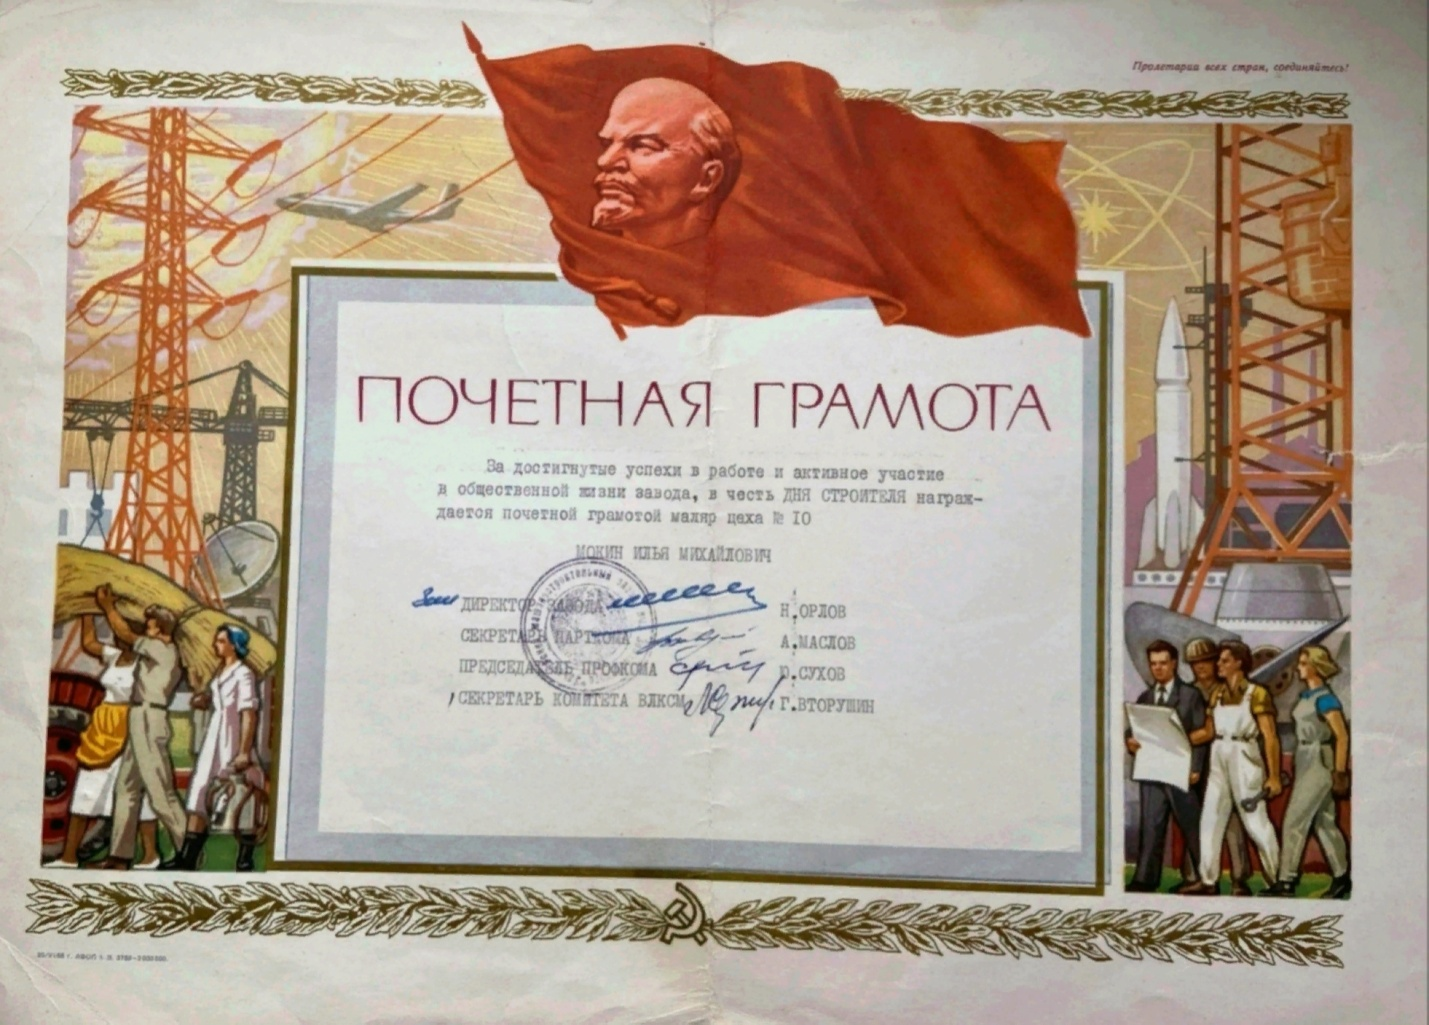 Пролетарии всех стран, соединяйтесь!
ПОЧЕТНАЯ ГРАМОТА
За достигнутые успехи в работе и активное участие
в общественной жизни завода, в честь ДНЯ СТРОИТЕЛЯ награж-
дается почетной грамотой маляр цеха № 10
МОКИН ИЛЬЯ МИХАЙЛОВИЧ
Зам ДИРЕКТОР ЗАВОДА Н.ОРЛОВ
СЕКРЕТАРЬ ПАРТКОМА А.МАСЛОВ
ПРЕДСЕДАТЕЛЬ ПРОФКОМА Ю.СУХОВ
СЕКРЕТАРЬ КОМИТЕТА ВЛКСМ Г.ВТОРУШИН